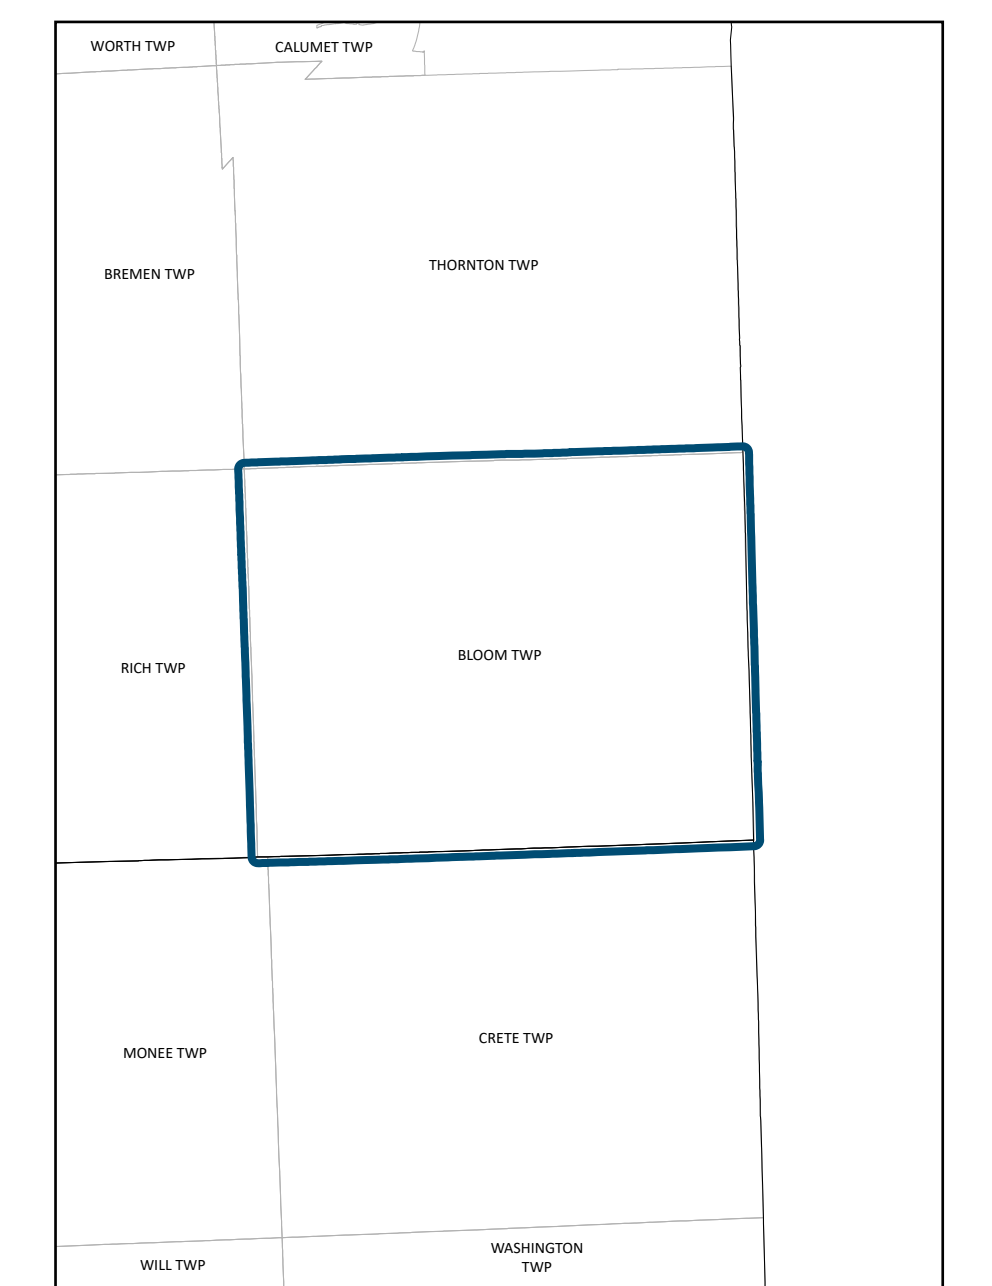 WORTH TWP
CALUMET TWP
THORNTON TWP
BREMEN TWP
BLOOM TWP
RICH TWP
CRETE TWP
MONEE TWP
WASHINGTON
TWP
WILL TWP